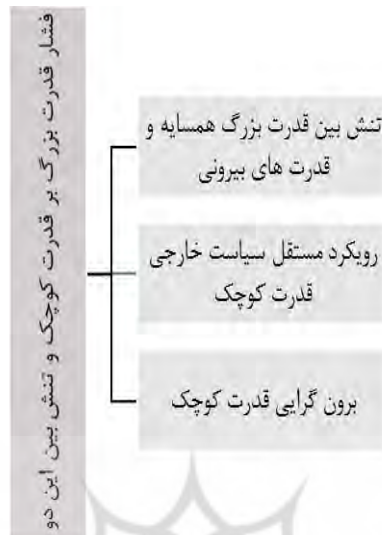 فشار قدرت بزرگ بر قدرت کوچک و تنش بین این دو
تنش بین قدرت بزرگ همسایه و
قدرت های بیرونی
رویکرد مستقل سیاست خارجی
قدرت کوچک
برون گرایی قدرت کوچک